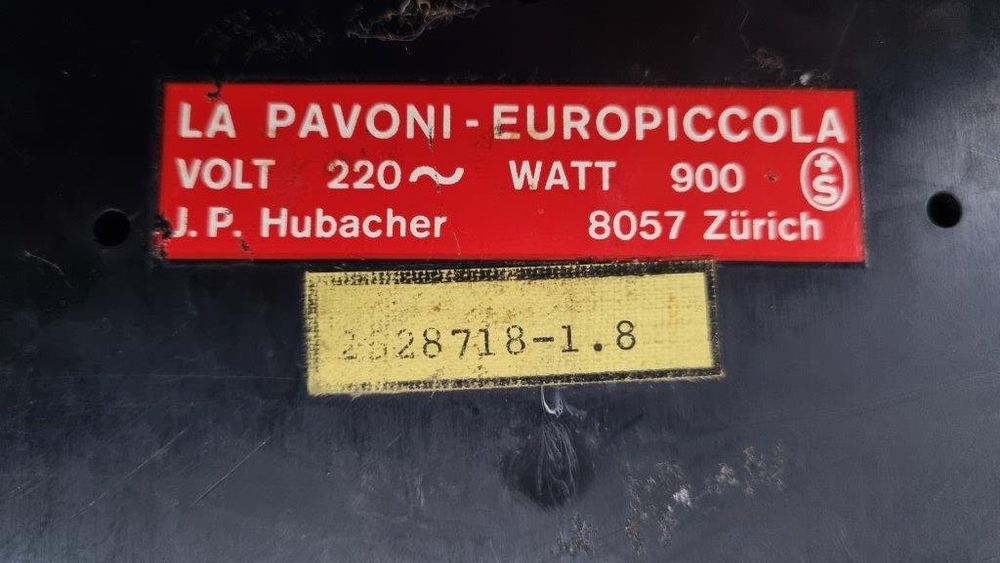 LA PAVONI - EUROPICCOLA
VOLT 220 ~ WATT 900 +S
J. P. Hubacher 8057 Zürich